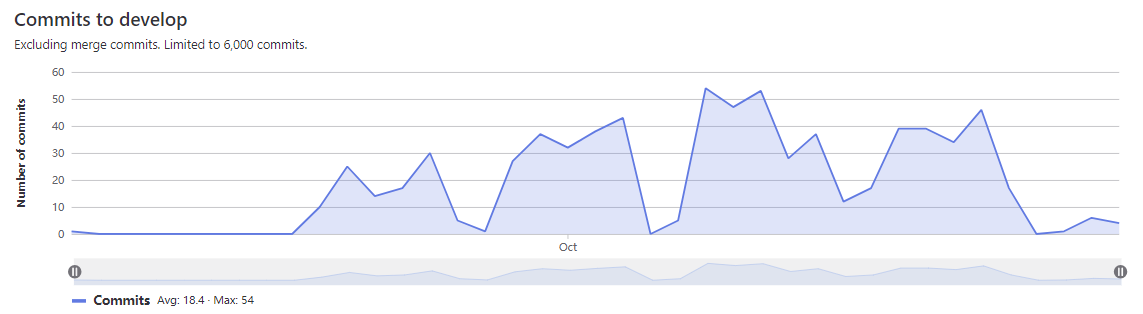 Commits to develop
Excluding merge commits. Limited to 6,000 commits.
Number of commits
60
50
40
30
20
10
0
Oct
Commits Avg: 18.4 · Max: 54